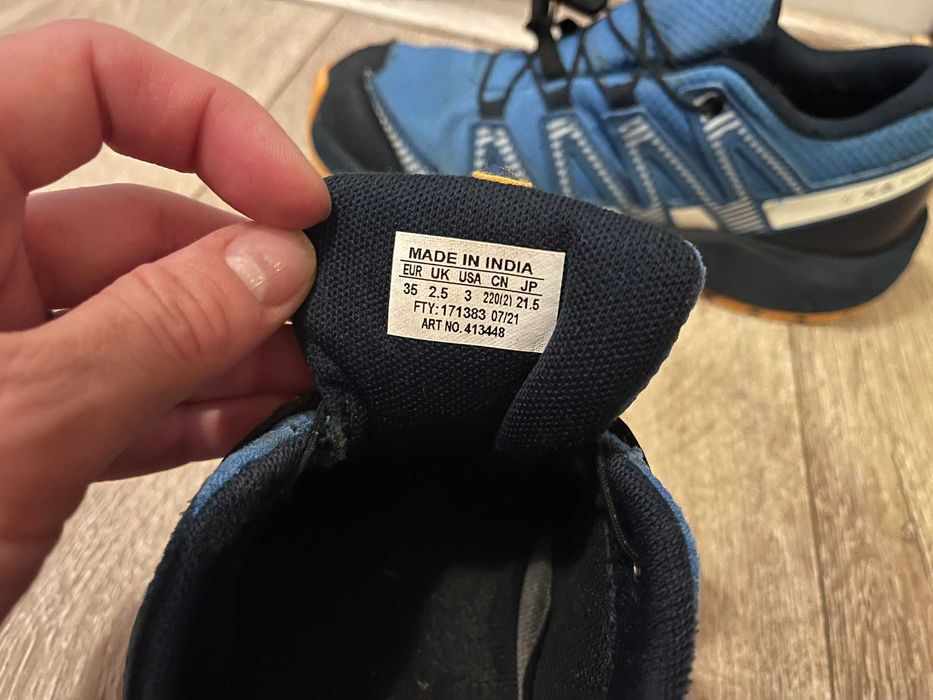 MADE IN INDIA
EUR UK USA CN JP
35 2.5 3 220(2) 21.5
FTY: 171383 07/21
ART NO. 413448